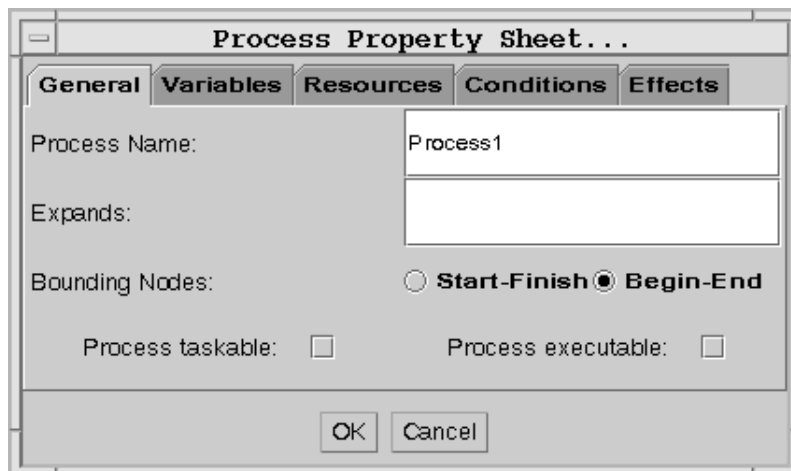 Process Property Sheet...
General Variables Resources Conditions Effects
Process Name: Process1
Expands:
Bounding Nodes: Start-Finish Begin-End
Process taskable: Process executable:
OK Cancel